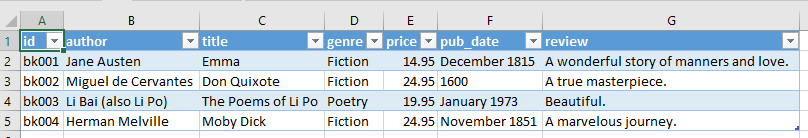 A B C D E F G
1 id author title genre price pub_date review
2 bk001 Jane Austen Emma Fiction 14.95 December 1815 A wonderful story of manners and love.
3 bk002 Miguel de Cervantes Don Quixote Fiction 24.95 1600 A true masterpiece.
4 bk003 Li Bai (also Li Po) The Poems of Li Po Poetry 19.95 January 1973 Beautiful.
5 bk004 Herman Melville Moby Dick Fiction 24.95 November 1851 A marvelous journey.